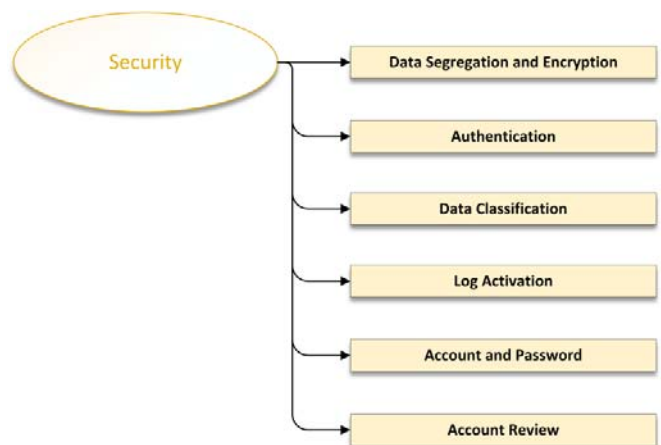 Security
Data Segregation and Encryption
Authentication
Data Classification
Log Activation
Account and Password
Account Review